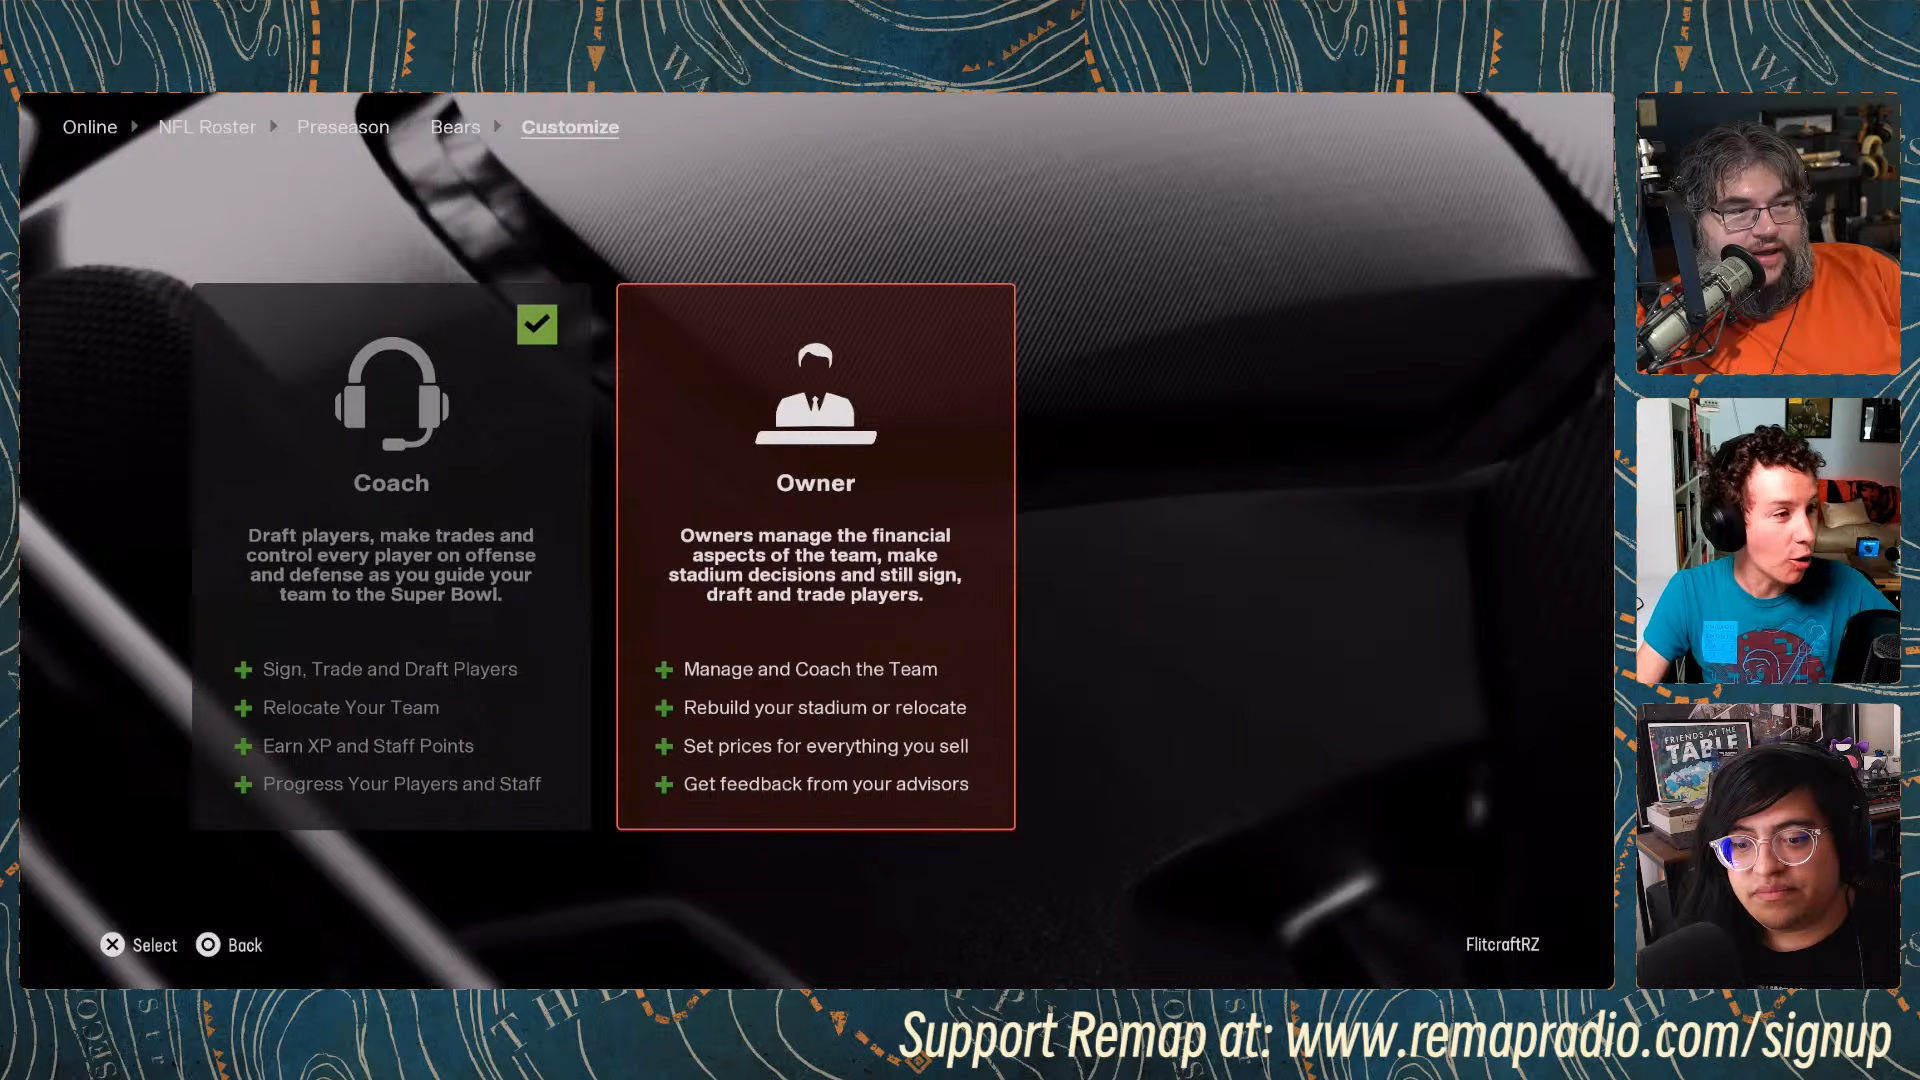 Online
NFL Roster
Preseason
Bears
Customize
Coach
Draft players, make trades and
control every player on offense
and defense as you guide your
team to the Super Bowl.
Sign, Trade and Draft Players
Relocate Your Team
Earn XP and Staff Points
Progress Your Players and Staff
Owner
Owners manage the financial
aspects of the team, make
stadium decisions and still sign,
draft and trade players.
Manage and Coach the Team
Rebuild your stadium or relocate
Set prices for everything you sell
Get feedback from your advisors
Select
Back
FlitcraftRZ
FRIENDS AT THE
TABLE
Support Remap at: www.remapradio.com/signup